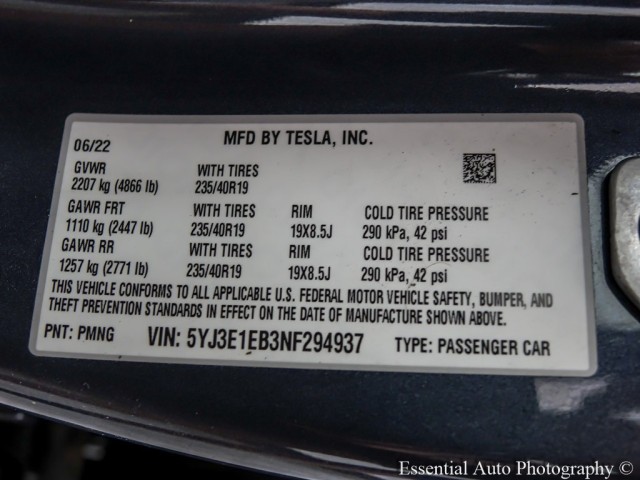 06/22 MFD BY TESLA, INC.
GVWR WITH TIRES
2207 kg (4866 lb) 235/40R19
GAWR FRT WITH TIRES RIM COLD TIRE PRESSURE
1110 kg (2447 lb) 235/40R19 19X8.5J 290 kPa, 42 psi
GAWR RR WITH TIRES RIM COLD TIRE PRESSURE
1257 kg (2771 lb) 235/40R19 19X8.5J 290 kPa, 42 psi
THIS VEHICLE CONFORMS TO ALL APPLICABLE U.S. FEDERAL MOTOR VEHICLE SAFETY, BUMPER, AND
THEFT PREVENTION STANDARDS IN EFFECT ON THE DATE OF MANUFACTURE SHOWN ABOVE.
PNT: PMNG VIN: 5YJ3E1EB3NF294937 TYPE: PASSENGER CAR
Essential Auto Photography ©